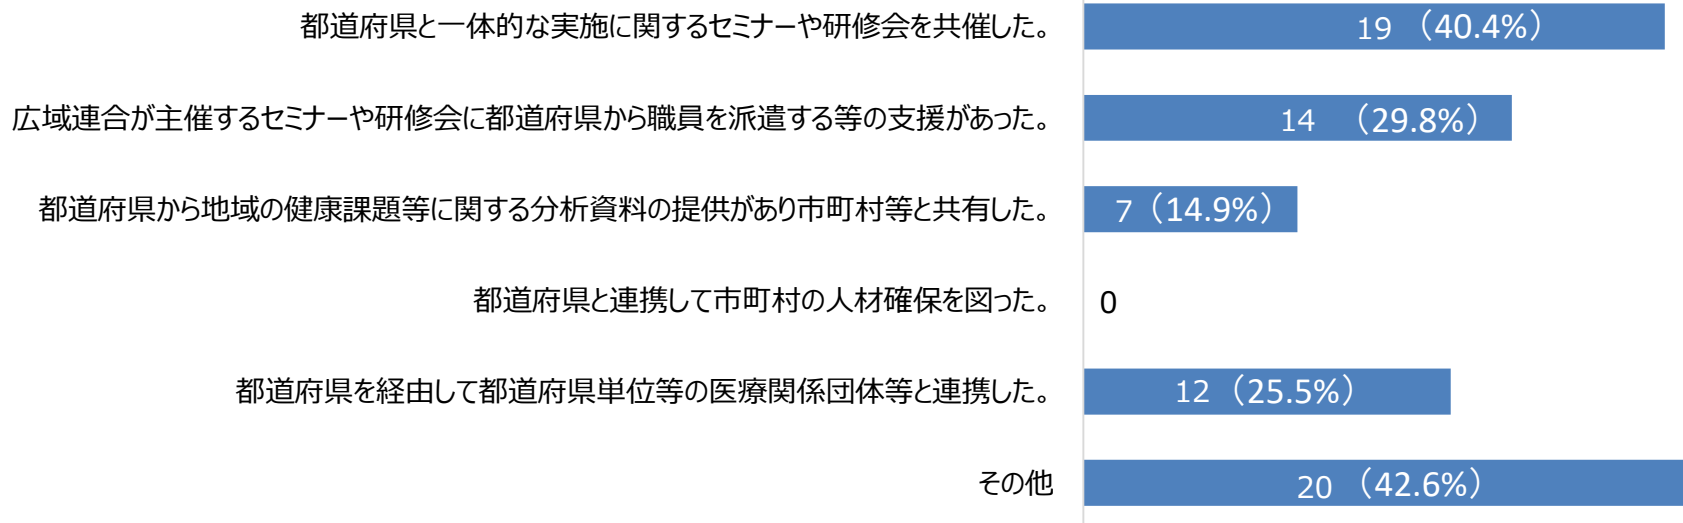 都道府県と一体的な実施に関するセミナーや研修会を共催した。 19 （40.4%）
広域連合が主催するセミナーや研修会に都道府県から職員を派遣する等の支援があった。 14 （29.8%）
都道府県から地域の健康課題等に関する分析資料の提供があり市町村等と共有した。 7（14.9%）
都道府県と連携して市町村の人材確保を図った。 0
都道府県を経由して都道府県単位等の医療関係団体等と連携した。 12（25.5%）
その他 20（42.6%）